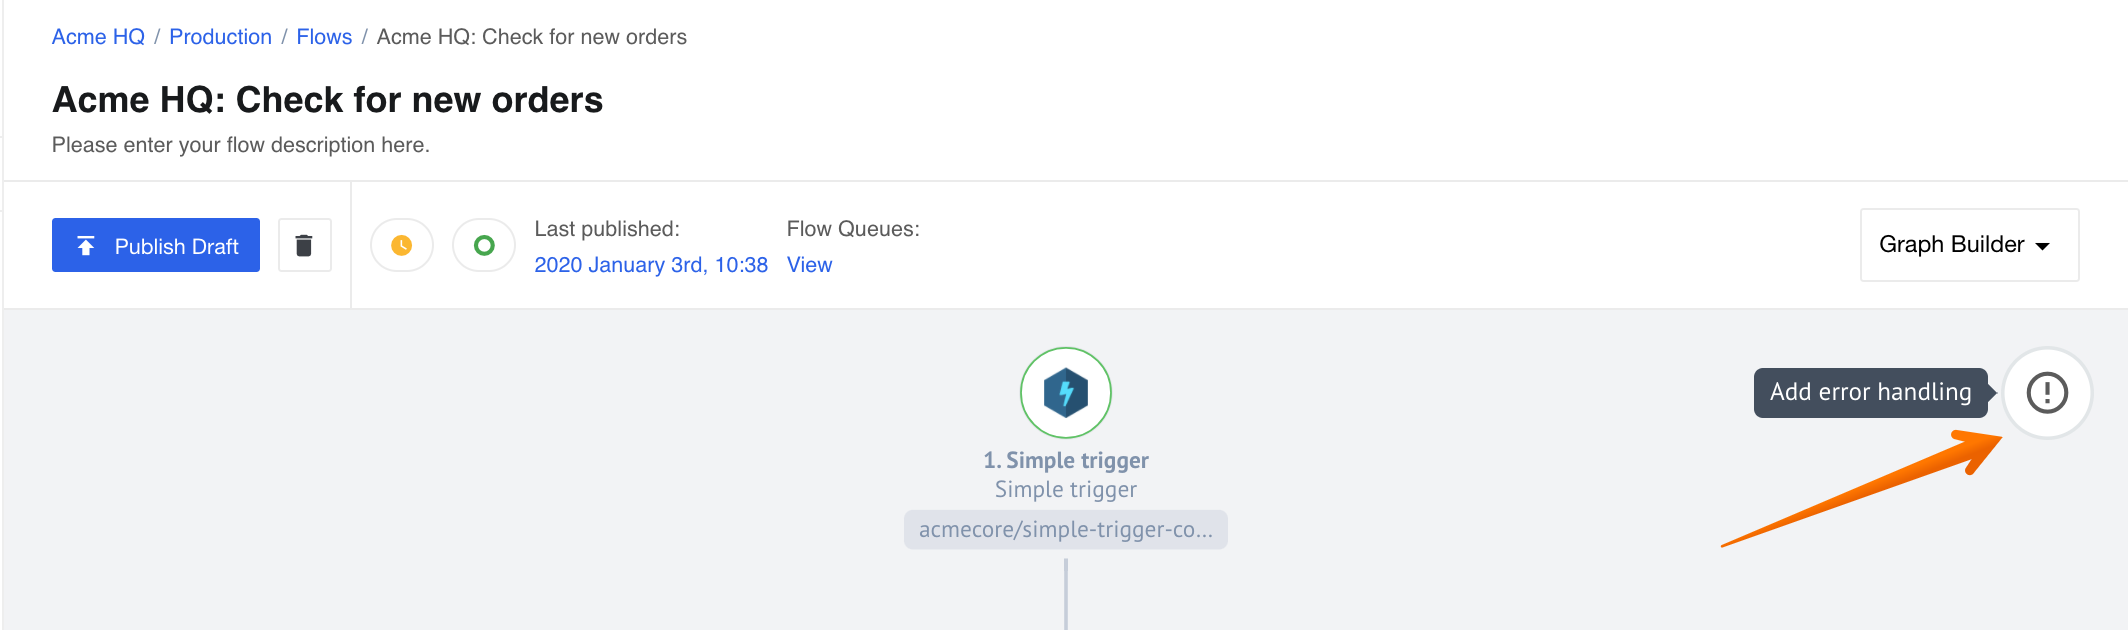 Acme HQ / Production / Flows / Acme HQ: Check for new orders
Acme HQ: Check for new orders
Please enter your flow description here.
Publish Draft
Last published:
2020 January 3rd, 10:38
Flow Queues:
View
Graph Builder
Add error handling
1. Simple trigger
Simple trigger
acmecore/simple-trigger-co...